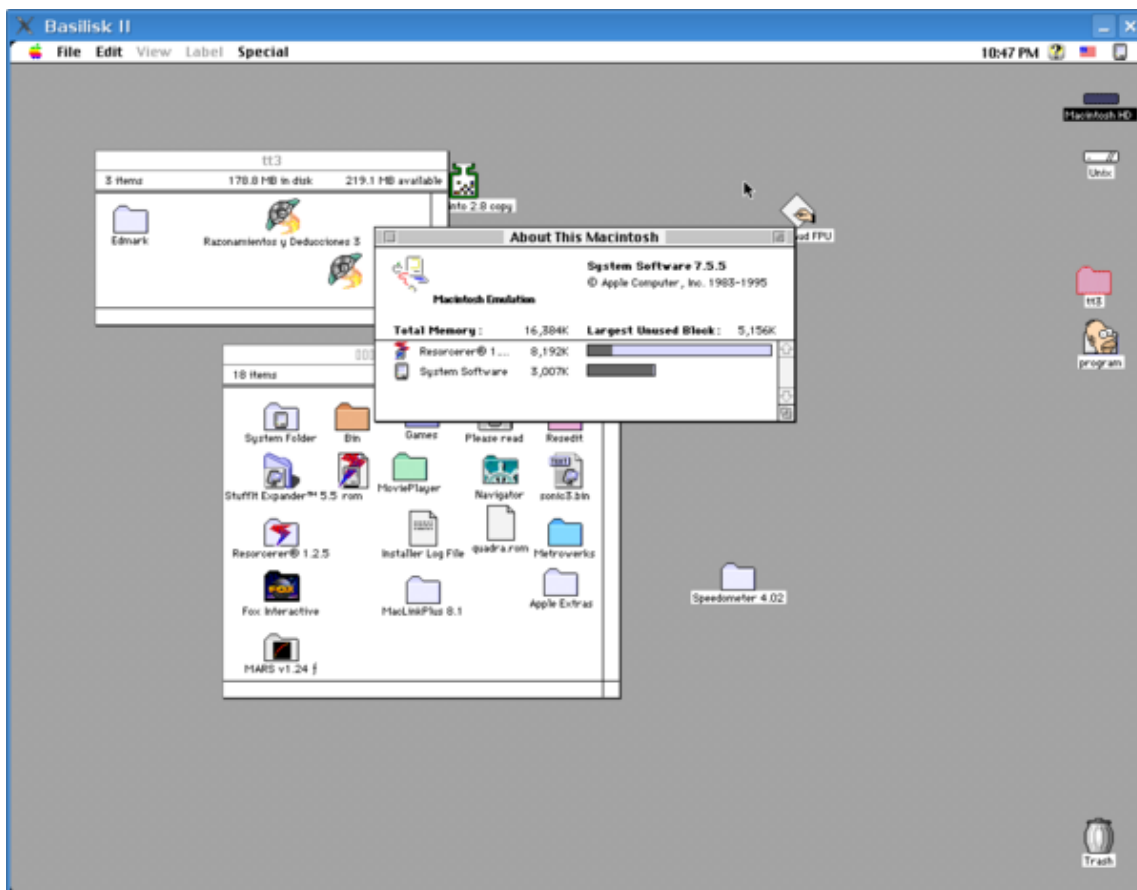 Basilisk II
File Edit View Label Special
10:47 PM
Macintosh HD
Unix
tt3
program
tt3
3 items 178.8 MB in disk 219.1 MB available
Edmark
Razonamientos y Deducciones 3
2.8 copy
FPU
About This Macintosh
Macintosh Emulation
System Software 7.5.5
© Apple Computer, Inc. 1983-1995
Total Memory: 16,384K Largest Unused Block: 5,156K
Resorcerer® 1... 8,192K
System Software 3,007K
18 items
System Folder Bin Games Please read Resedit
StuffIt Expander™ 5.5 rom MoviePlayer Navigator sonic3.bin
Resorcerer® 1.2.5 Installer Log File quadra.rom Metrowerks
Fox Interactive MacLinkPlus 8.1 Apple Extras
MARS v1.24 ƒ
Speedometer 4.02
Trash